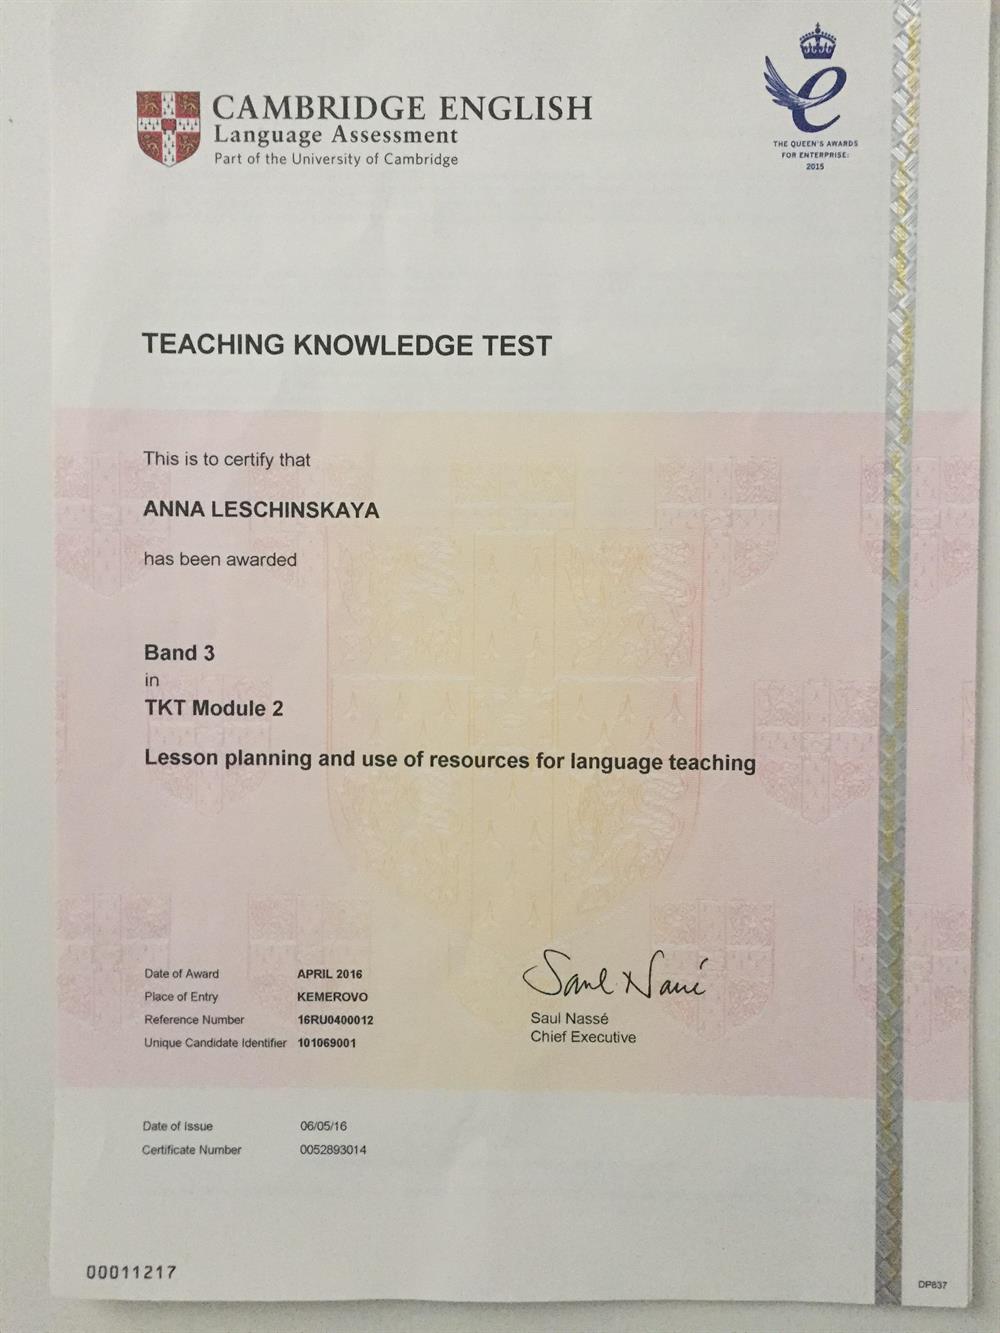 CAMBRIDGE ENGLISH
Language Assessment
Part of the University of Cambridge
THE QUEEN'S AWARDS
FOR ENTERPRISE:
2015
TEACHING KNOWLEDGE TEST
This is to certify that
ANNA LESCHINSKAYA
has been awarded
Band 3
in
TKT Module 2
Lesson planning and use of resources for language teaching
Date of Award APRIL 2016
Place of Entry KEMEROVO
Reference Number 16RU0400012
Unique Candidate Identifier 101069001
Saul Nassé
Saul Nassé
Chief Executive
Date of Issue 06/05/16
Certificate Number 0052893014
00011217
DP837